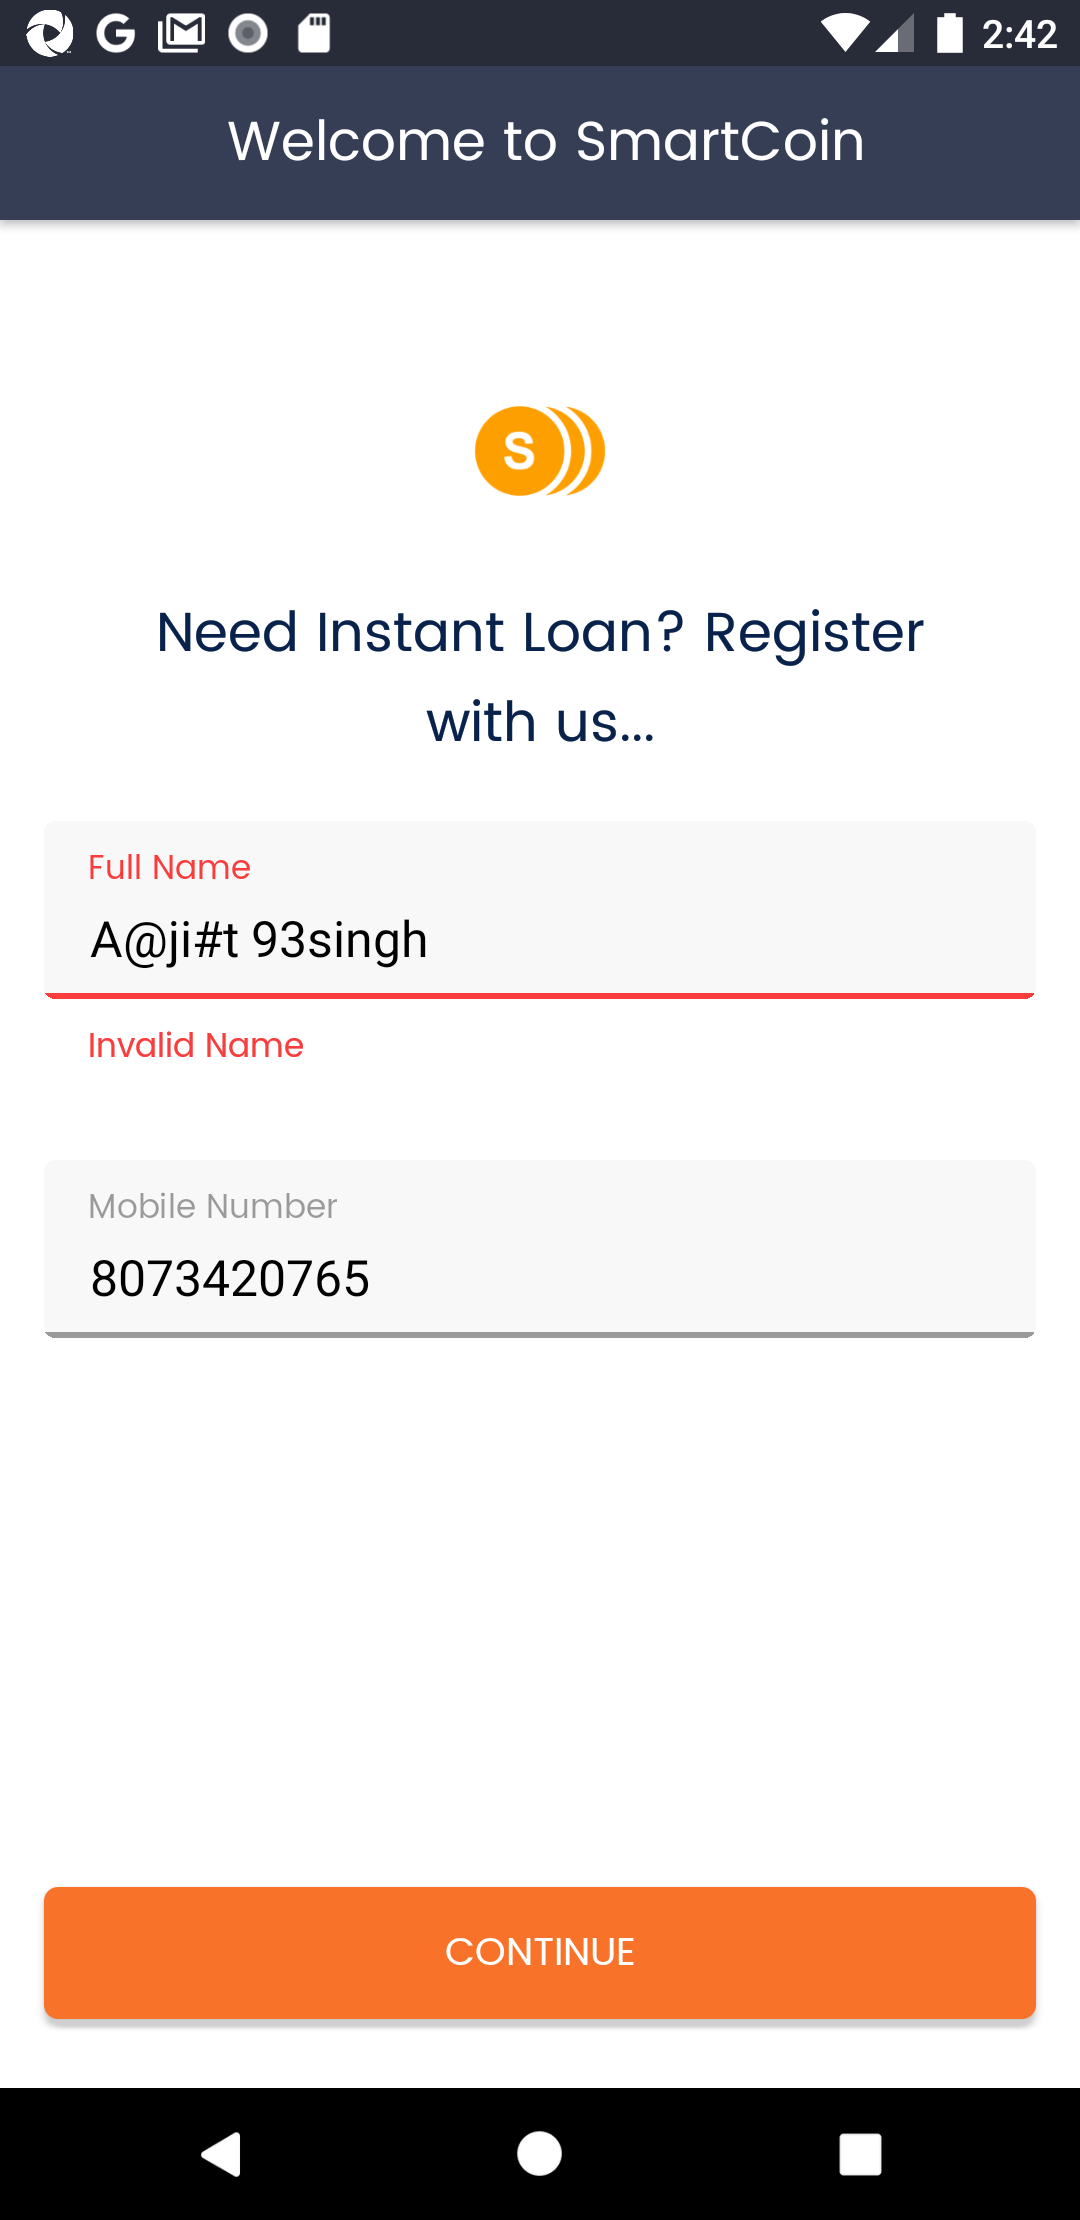 2:42
Welcome to SmartCoin
S
Need Instant Loan? Register
with us...
Full Name
A@ji#t 93singh
Invalid Name
Mobile Number
8073420765
CONTINUE